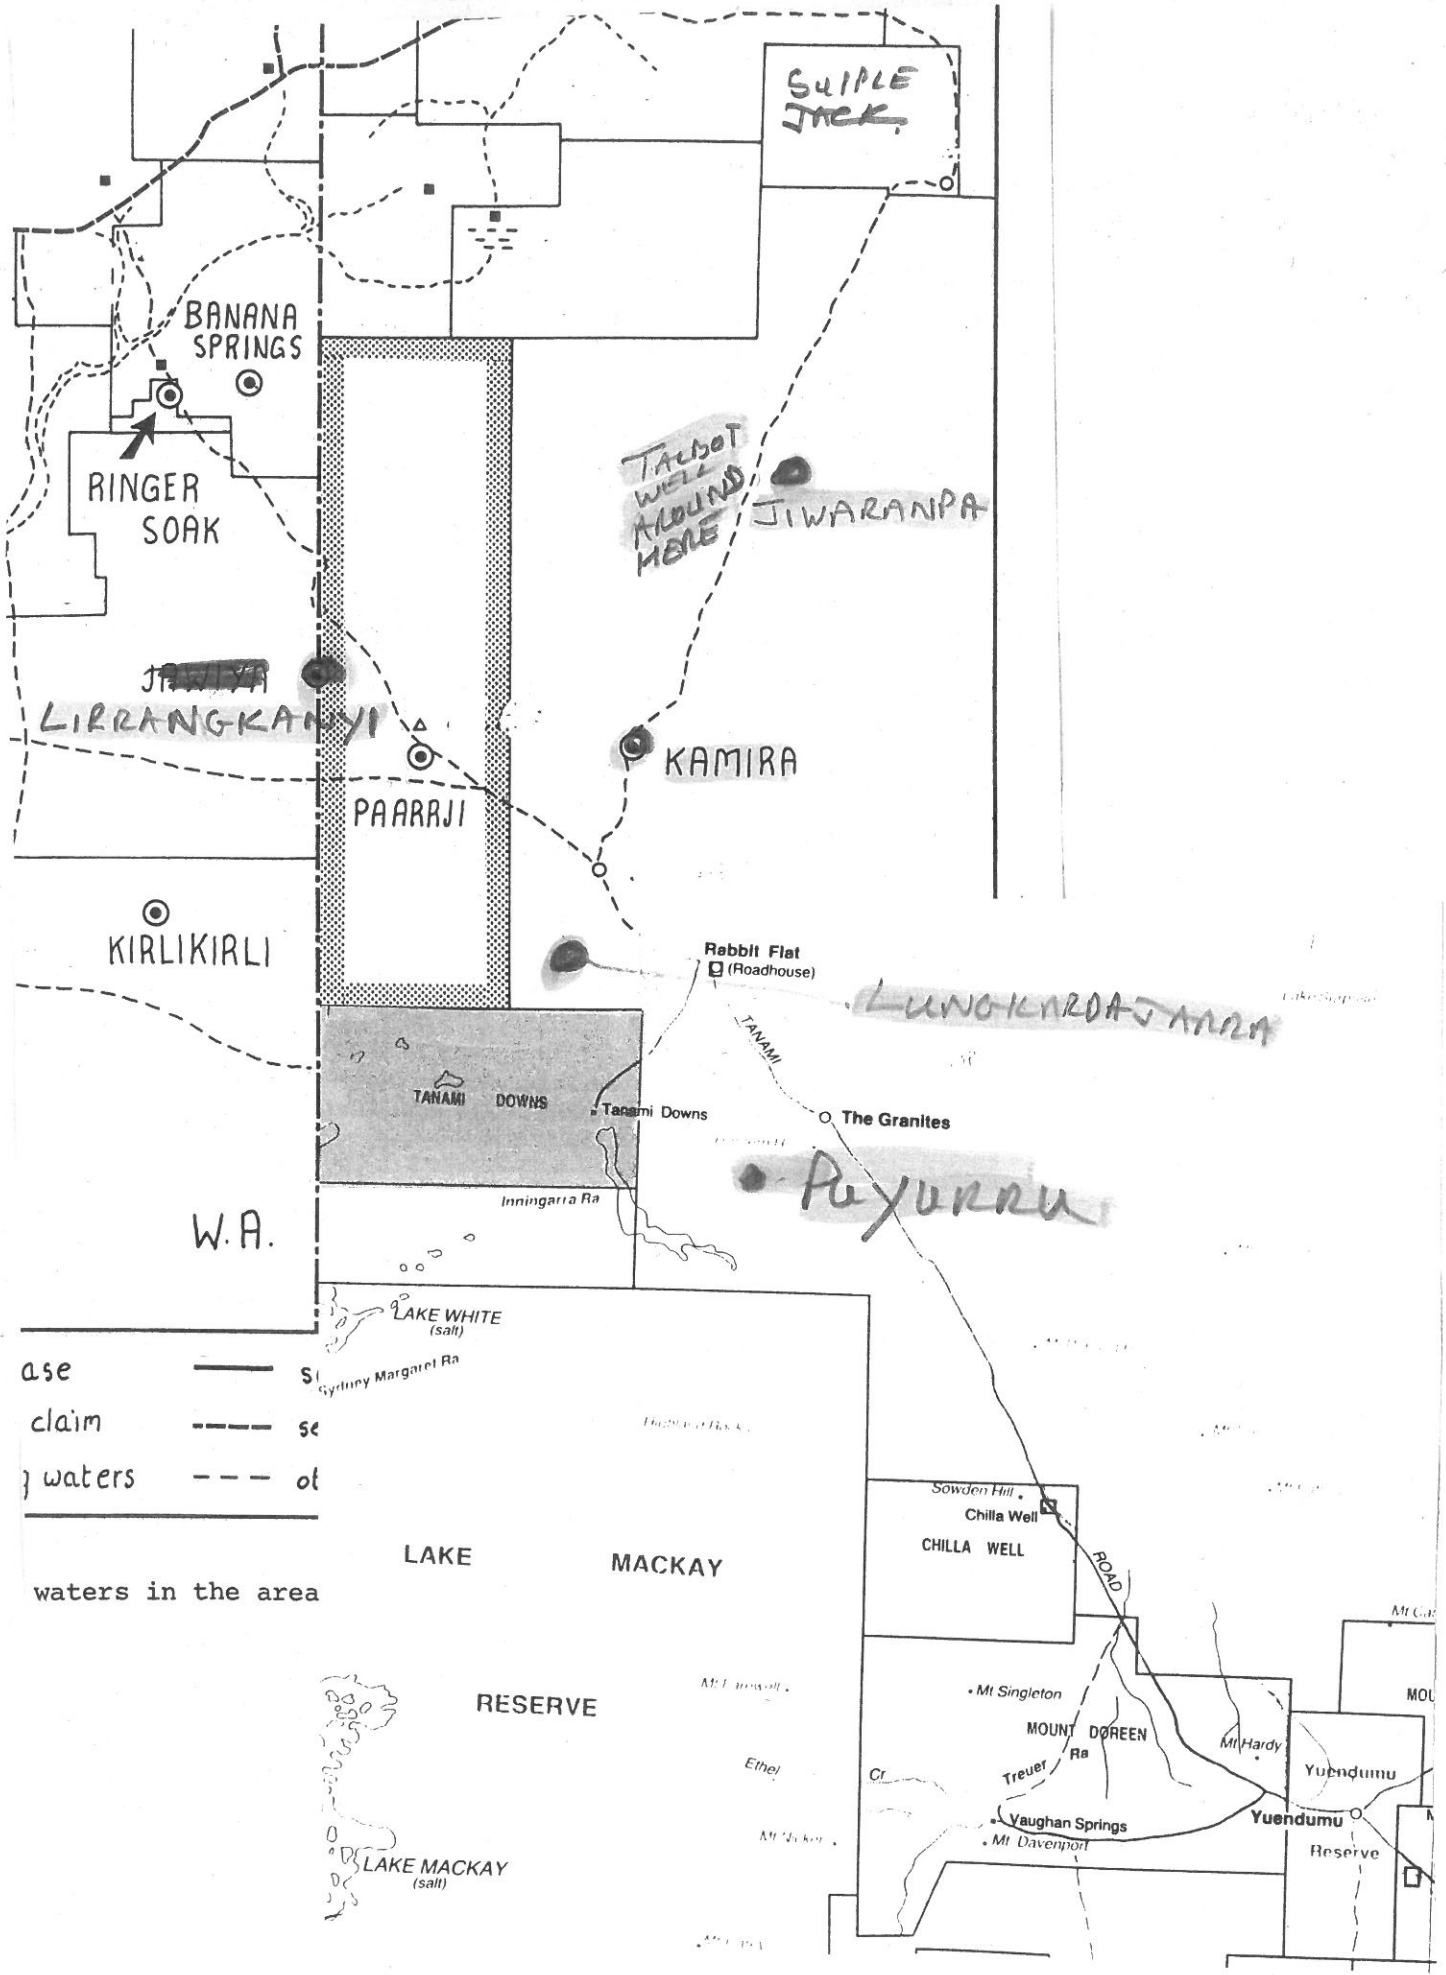 SUPPLE
JACK.
BANANA
SPRINGS
RINGER
SOAK
TALBOT
WELL
AROUND
HERE
JIWARANPA
JAWIYA
LIRRANGKANYI
KAMIRA
PAARRJI
KIRLIKIRLI
Rabbit Flat
(Roadhouse)
LUNGKARDAJARRA
TANAMI
TANAMI DOWNS
Tanami Downs
The Granites
PuYURRU
Inningarra Ra
W.A.
LAKE WHITE
(salt)
Sydney Margaret Ra
ase
claim
waters
waters in the area
Sowden Hill
Chilla Well
CHILLA WELL
ROAD
LAKE MACKAY
RESERVE
Mt Singleton
MOUNT DOREEN
Mt Hardy
Treuer Ra
Ethel Cr
Vaughan Springs
Mt Davenport
Yuendumu
Yuendumu
Reserve
MOU
LAKE MACKAY
(salt)